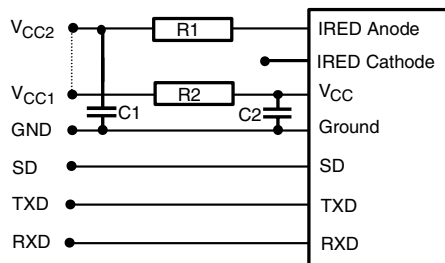 VCC2 R1 IRED Anode
IRED Cathode
VCC1 R2 VCC
C1 C2
GND Ground
SD SD
TXD TXD
RXD RXD